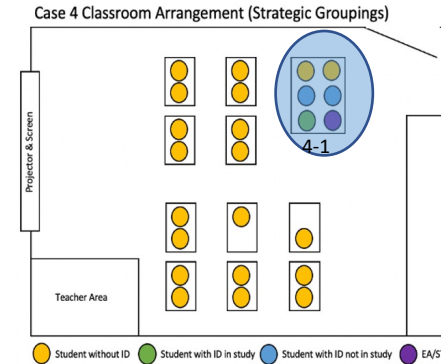 Case 4 Classroom Arrangement (Strategic Groupings)
Projector & Screen
4-1
Teacher Area
Student without ID
Student with ID in study
Student with ID not in study